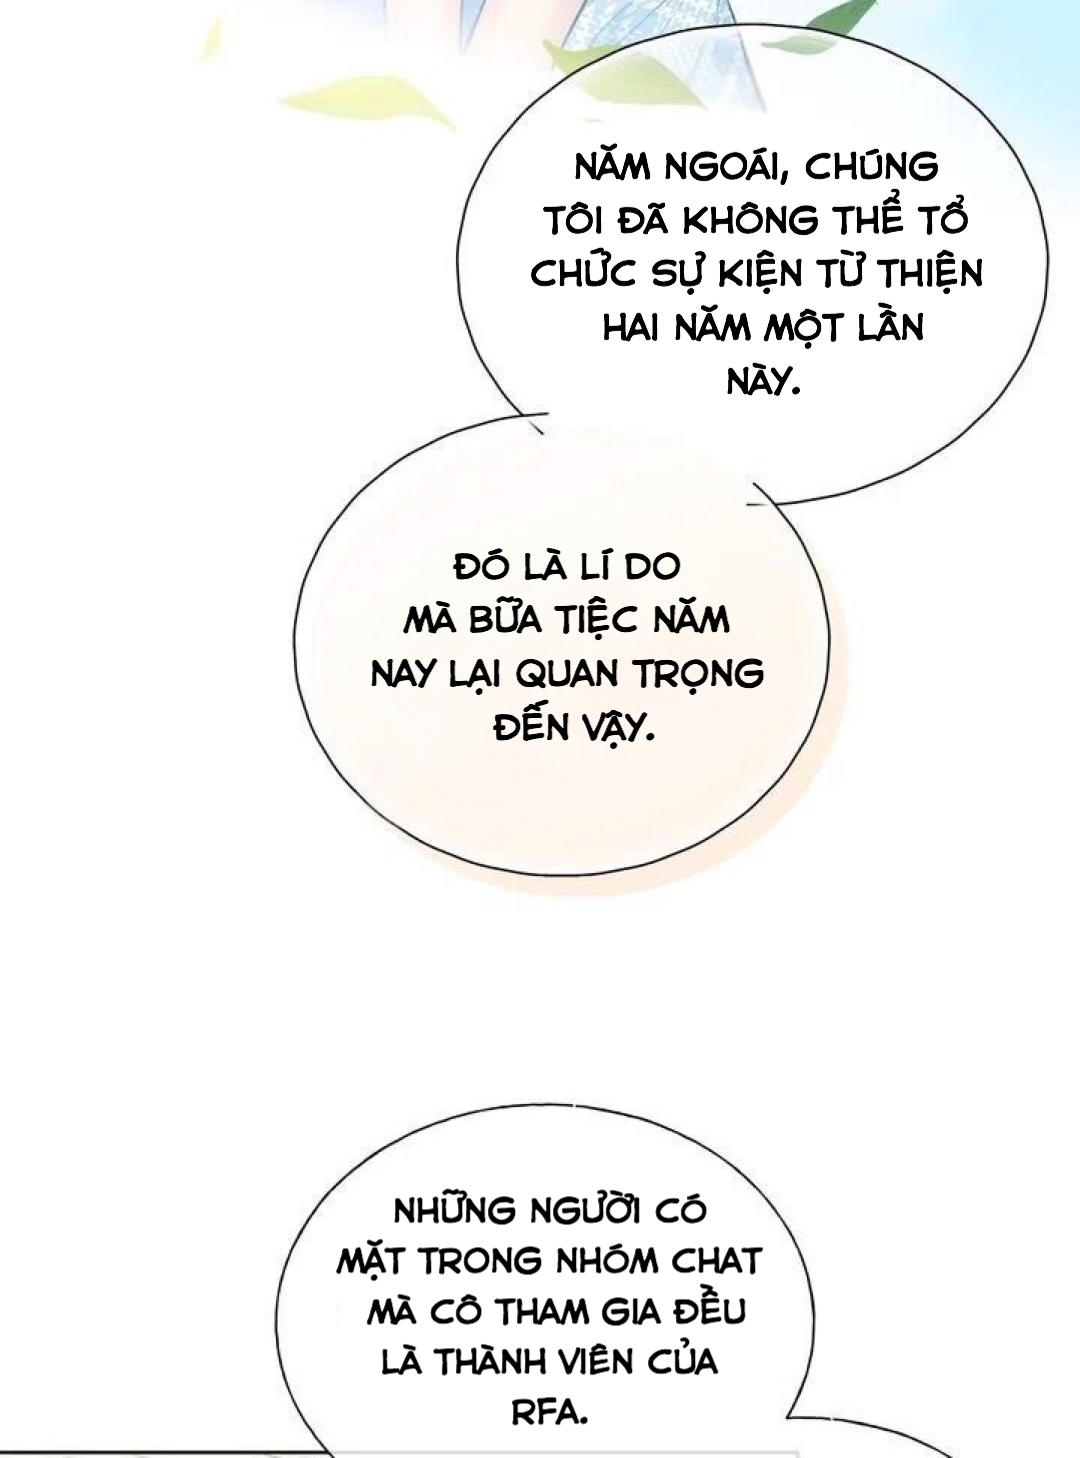 NĂM NGOÁI, CHÚNG
TÔI ĐÃ KHÔNG THỂ TỔ
CHỨC SỰ KIỆN TỪ THIỆN
HAI NĂM MỘT LẦN
NÀY.
ĐÓ LÀ LÍ DO
MÀ BỮA TIỆC NĂM
NAY LẠI QUAN TRỌNG
ĐẾN VẬY.
NHỮNG NGƯỜI CÓ
MẶT TRONG NHÓM CHAT
MÀ CÔ THAM GIA ĐỀU
LÀ THÀNH VIÊN CỦA
RFA.